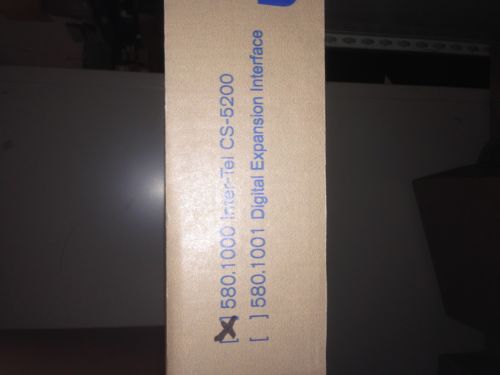 [X] 580.1000 Inter-Tel CS-5200
[ ] 580.1001 Digital Expansion Interface